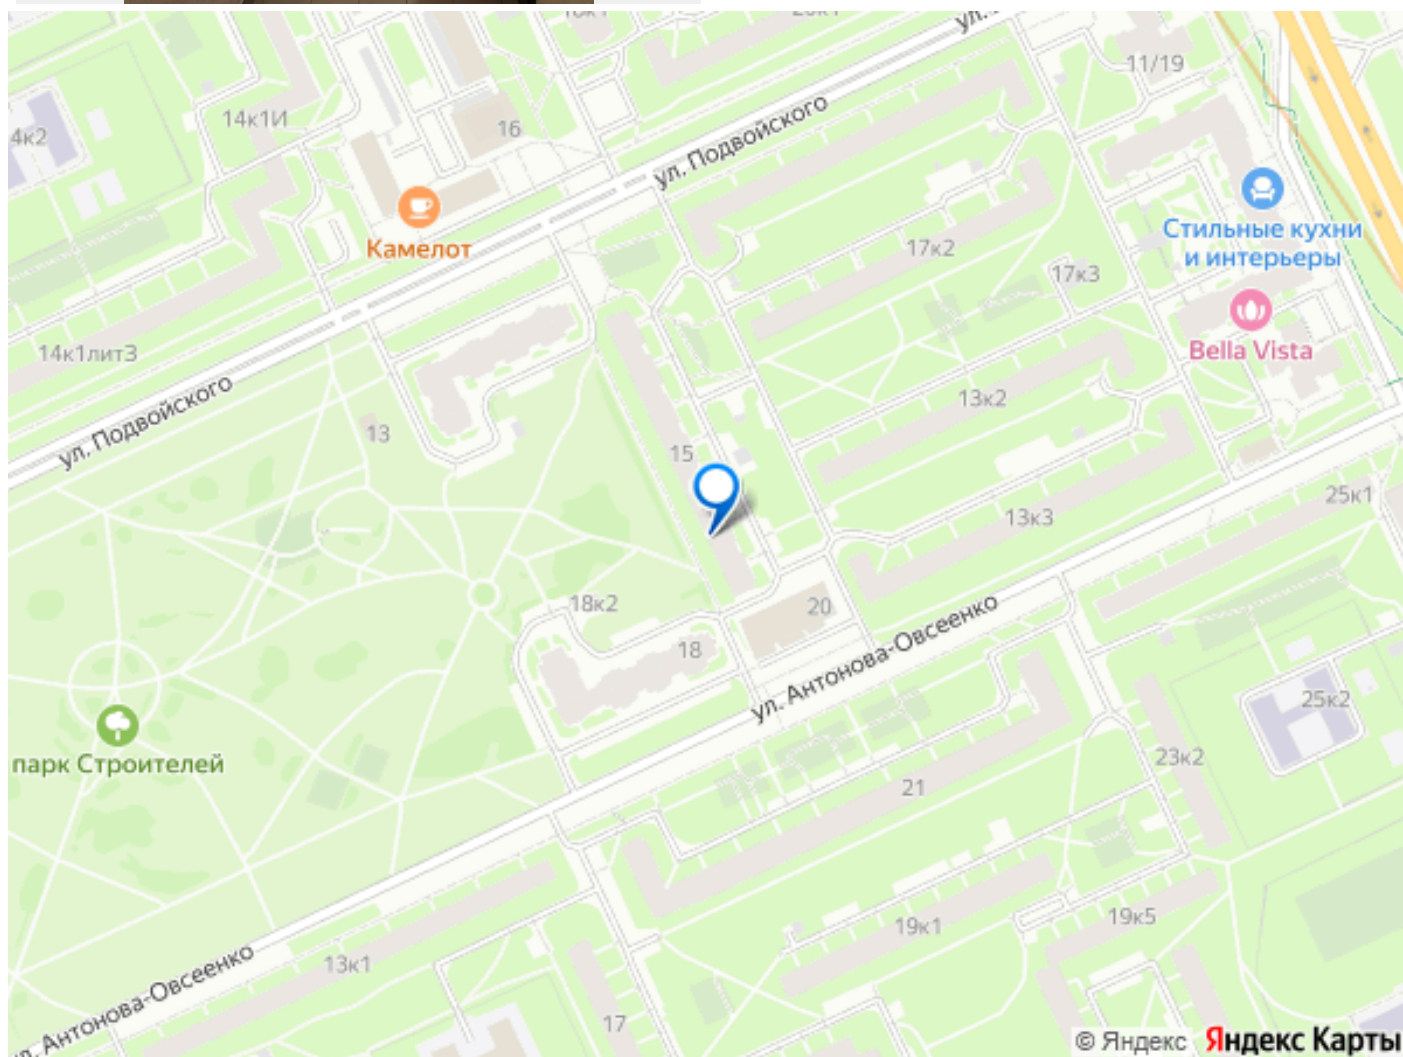 ул.
11/19
14к1И
16
4к2
ул. Подвойского
Камелот
17к2
Стильные кухни
и интерьеры
17к3
Bella Vista
14к1литЗ
ул. Подвойского
13
13к2
15
25к1
13к3
18к2
20
18
ул. Антонова-Овсеенко
25к2
парк Строителей
23к2
21
19к1
19к5
13к1
ул. Антонова-Овсеенко
17
© Яндекс Яндекс Карты